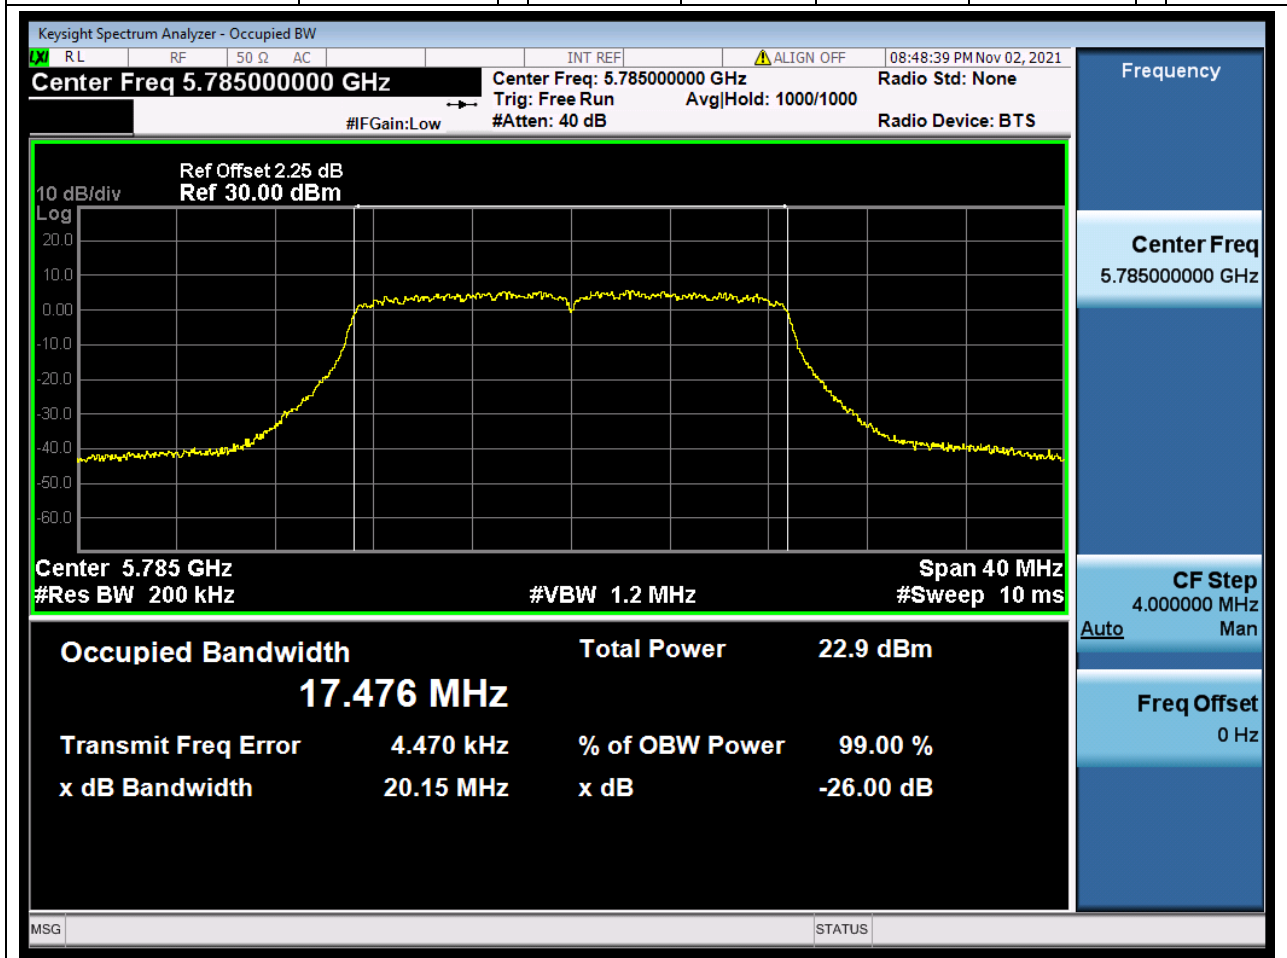 Keysight Spectrum Analyzer - Occupied BW
LXI RL RF 50 Ω AC INT REF ALIGN OFF 08:48:39 PM Nov 02, 2021
Center Freq 5.785000000 GHz
Center Freq: 5.785000000 GHz
Radio Std: None
Trig: Free Run Avg|Hold: 1000/1000
#IFGain:Low
#Atten: 40 dB
Radio Device: BTS
Ref Offset 2.25 dB
10 dB/div Ref 30.00 dBm
Log
20.0
10.0
0.00
-10.0
-20.0
-30.0
-40.0
-50.0
-60.0
Center 5.785 GHz Span 40 MHz
#Res BW 200 kHz #VBW 1.2 MHz #Sweep 10 ms
Occupied Bandwidth Total Power 22.9 dBm
17.476 MHz
Transmit Freq Error 4.470 kHz % of OBW Power 99.00 %
x dB Bandwidth 20.15 MHz x dB -26.00 dB
MSG STATUS
Frequency
Center Freq
5.785000000 GHz
CF Step
4.000000 MHz
Auto Man
Freq Offset
0 Hz